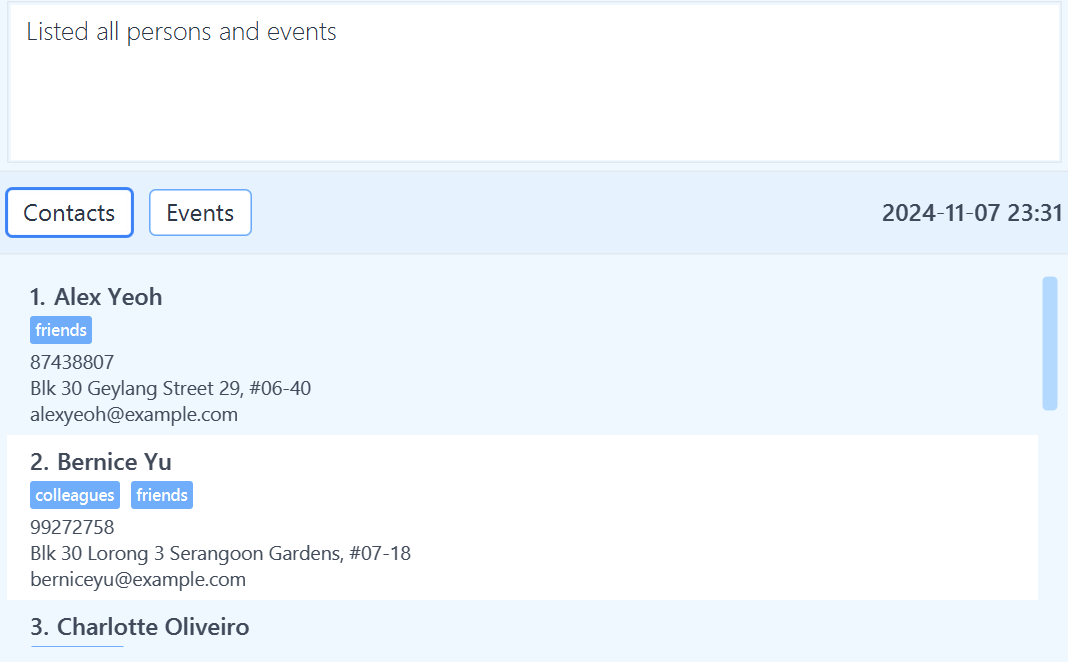 Listed all persons and events
Contacts Events 2024-11-07 23:31
1. Alex Yeoh
friends
87438807
Blk 30 Geylang Street 29, #06-40
alexyeoh@example.com
2. Bernice Yu
colleagues friends
99272758
Blk 30 Lorong 3 Serangoon Gardens, #07-18
berniceyu@example.com
3. Charlotte Oliveiro